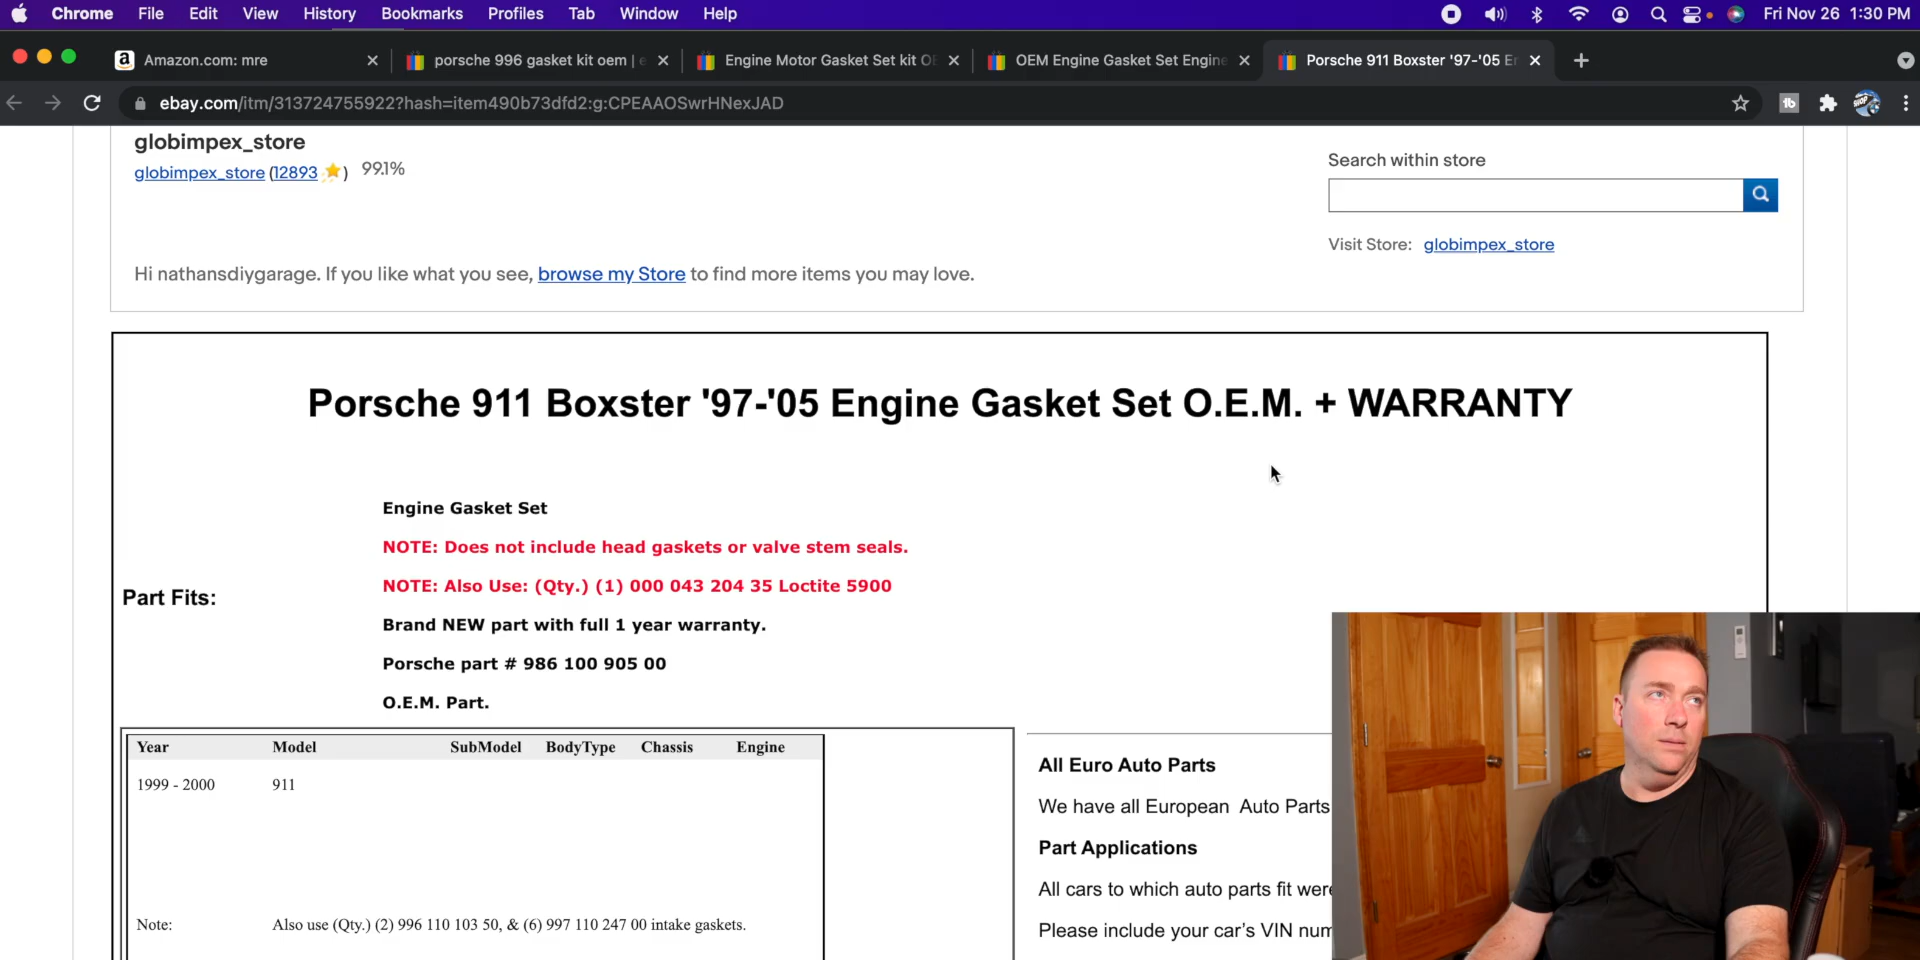 Chrome File Edit View History Bookmarks Profiles Tab Window Help Fri Nov 26 1:30 PM
Amazon.com: mre porsche 996 gasket kit oem | e Engine Motor Gasket Set kit OE OEM Engine Gasket Set Engine Porsche 911 Boxster '97-'05 En
ebay.com/itm/313724755922?hash=item490b73dfd2:g:CPEAAOSwrHNexJAD
globimpex_store
globimpex_store (12893) 99.1%
Search within store
Visit Store: globimpex_store
Hi nathansdiygarage. If you like what you see, browse my Store to find more items you may love.
Porsche 911 Boxster '97-'05 Engine Gasket Set O.E.M. + WARRANTY
Part Fits:
Engine Gasket Set
NOTE: Does not include head gaskets or valve stem seals.
NOTE: Also Use: (Qty.) (1) 000 043 204 35 Loctite 5900
Brand NEW part with full 1 year warranty.
Porsche part # 986 100 905 00
O.E.M. Part.
Year Model SubModel BodyType Chassis Engine
1999 - 2000 911
Note: Also use (Qty.) (2) 996 110 103 50, & (6) 997 110 247 00 intake gaskets.
All Euro Auto Parts
We have all European Auto Parts
Part Applications
All cars to which auto parts fit were
Please include your car's VIN num